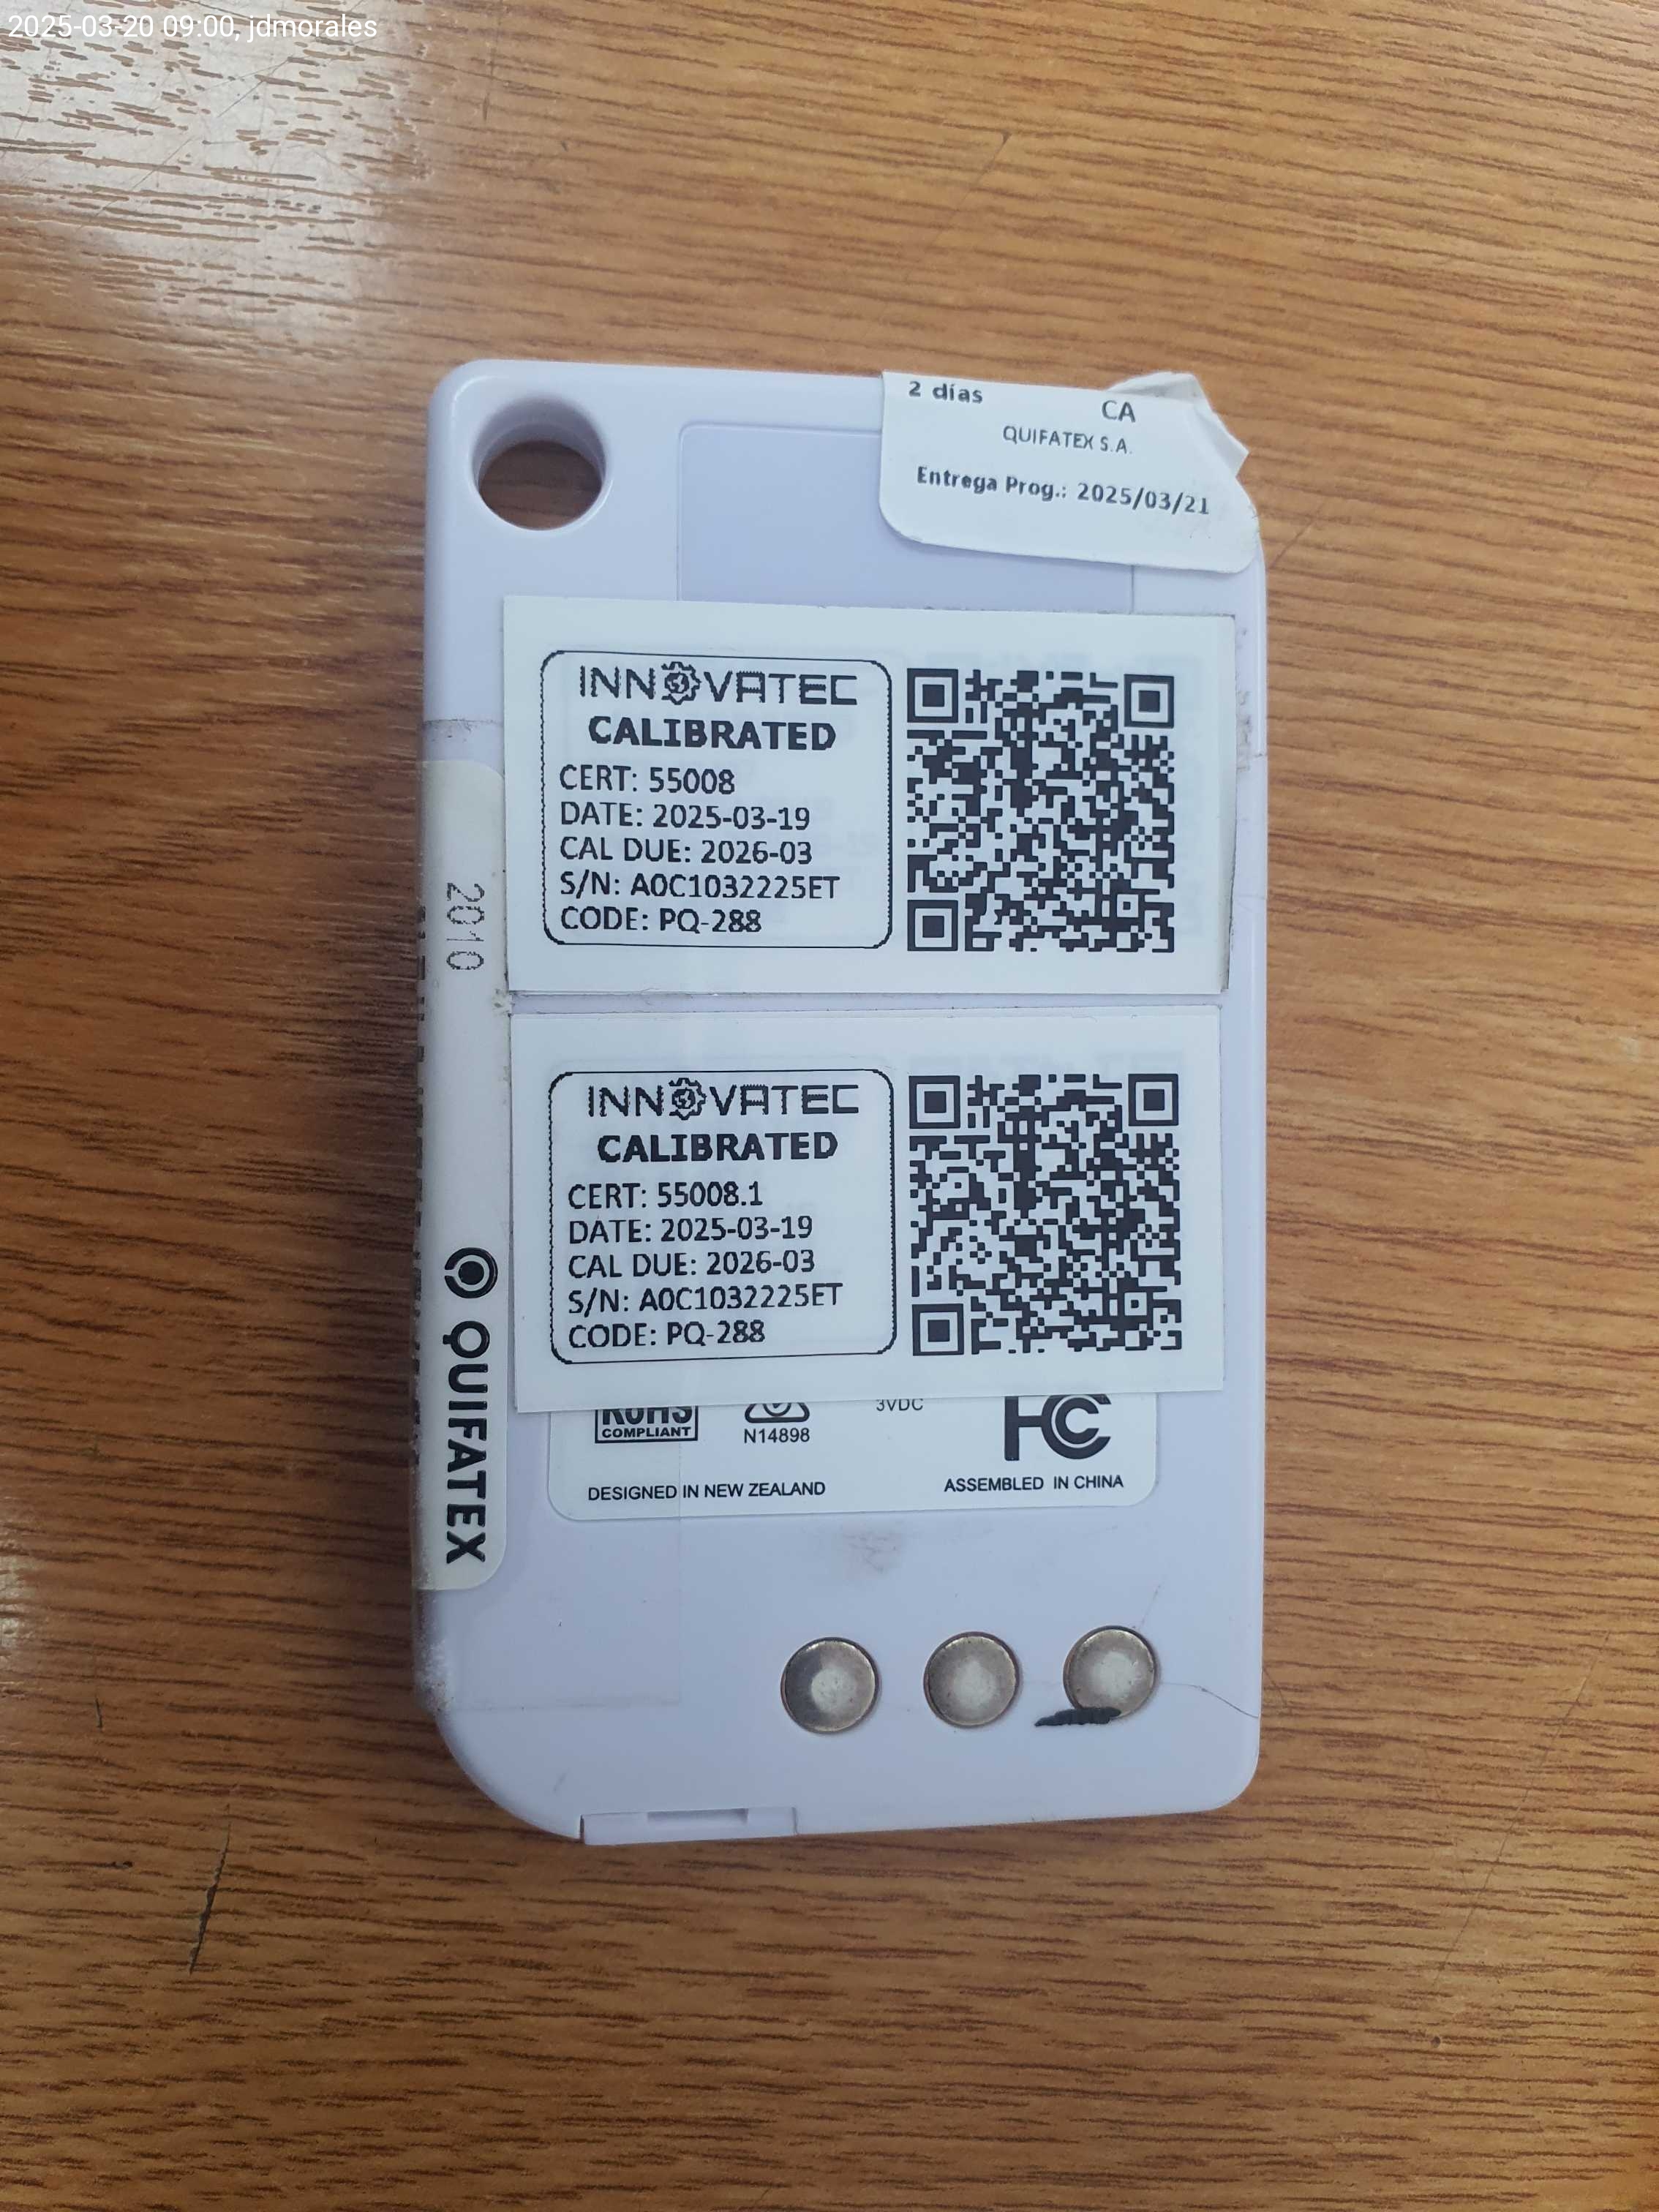 2025-03-20 09:00, jdmorales
2 días
CA
QUIFATEX S.A.
Entrega Prog.: 2025/03/21
INNOVATEC
CALIBRATED
CERT: 55008
DATE: 2025-03-19
CAL DUE: 2026-03
S/N: A0C1032225ET
CODE: PQ-288
INNOVATEC
CALIBRATED
CERT: 55008.1
DATE: 2025-03-19
CAL DUE: 2026-03
S/N: A0C1032225ET
CODE: PQ-288
2010
QUIFATEX
RoHS
COMPLIANT
N14898
3VDC
FC
DESIGNED IN NEW ZEALAND
ASSEMBLED IN CHINA